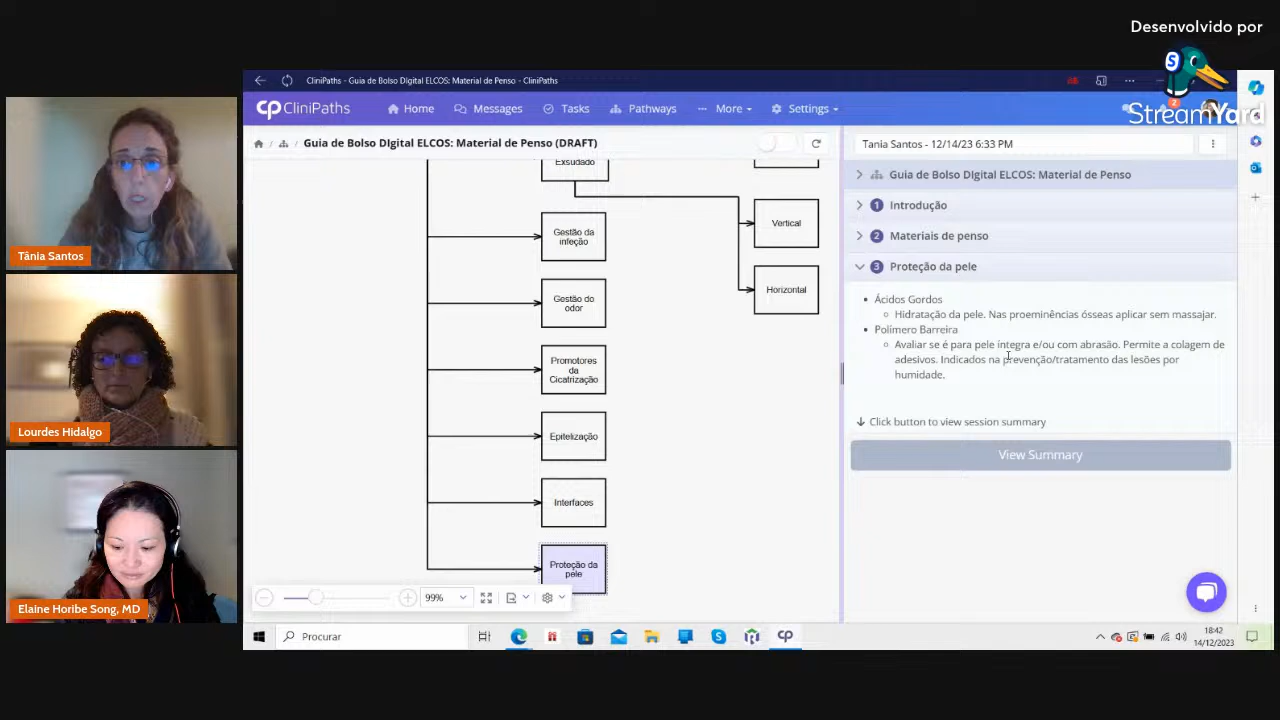 Desenvolvido por
StreamYard
CliniPaths - Guia de Bolso DIgital ELCOS: Material de Penso - CliniPaths
CliniPaths
Home
Messages
Tasks
Pathways
More
Settings
Guia de Bolso DIgital ELCOS: Material de Penso (DRAFT)
Tania Santos - 12/14/23 6:33 PM
Guia de Bolso DIgital ELCOS: Material de Penso
1 Introdução
2 Materiais de penso
3 Proteção da pele
Ácidos Gordos
Hidratação da pele. Nas proeminências ósseas aplicar sem massajar.
Polímero Barreira
Avaliar se é para pele íntegra e/ou com abrasão. Permite a colagem de
adesivos. Indicados na prevenção/tratamento das lesões por
humidade.
Click button to view session summary
View Summary
Exsudado
Vertical
Gestão da
infeção
Horizontal
Gestão do
odor
Promotores
da
Cicatrização
Epitelização
Interfaces
Proteção da
pele
99%
Tânia Santos
Lourdes Hidalgo
Elaine Horibe Song, MD
Procurar
18:42
14/12/2023